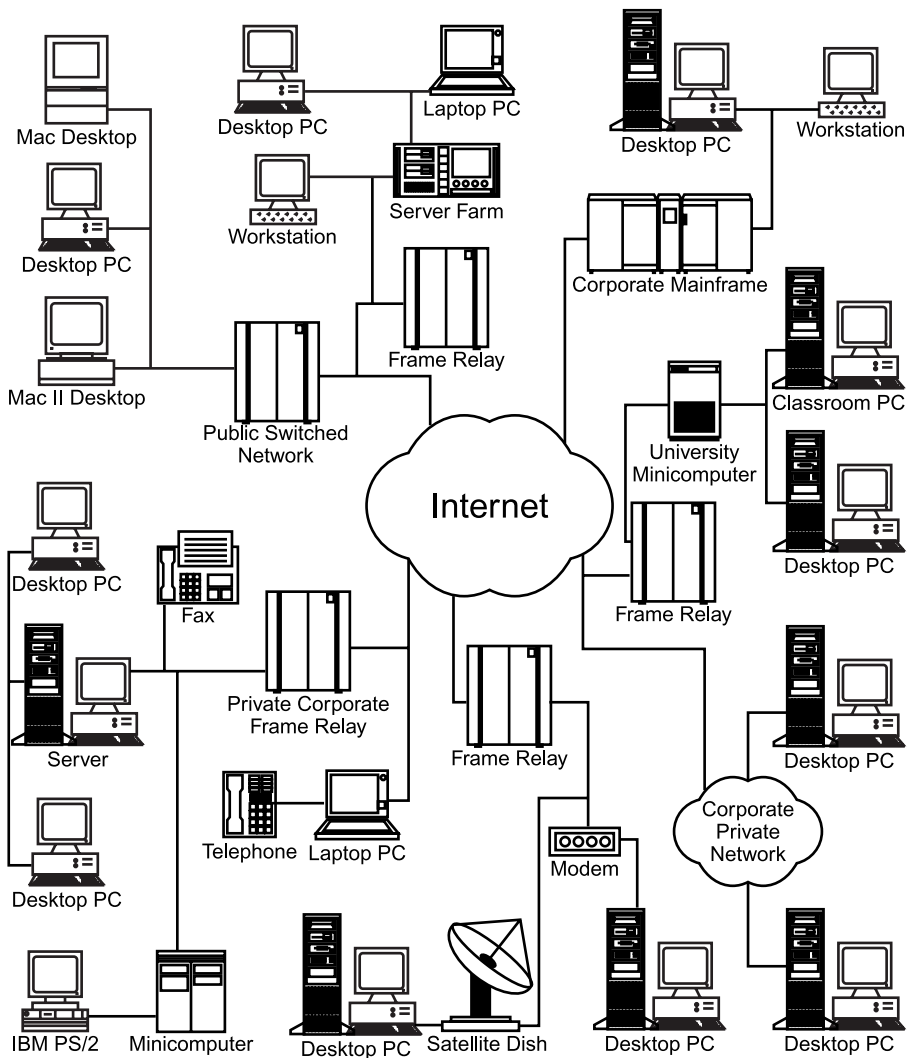 Mac Desktop
Desktop PC
Laptop PC
Desktop PC
Workstation
Desktop PC
Workstation
Server Farm
Corporate Mainframe
Frame Relay
Mac II Desktop
Classroom PC
Public Switched
Network
University
Minicomputer
Internet
Desktop PC
Desktop PC
Fax
Frame Relay
Private Corporate
Frame Relay
Server
Frame Relay
Desktop PC
Corporate
Private
Network
Telephone
Laptop PC
Modem
Desktop PC
IBM PS/2
Minicomputer
Desktop PC
Satellite Dish
Desktop PC
Desktop PC